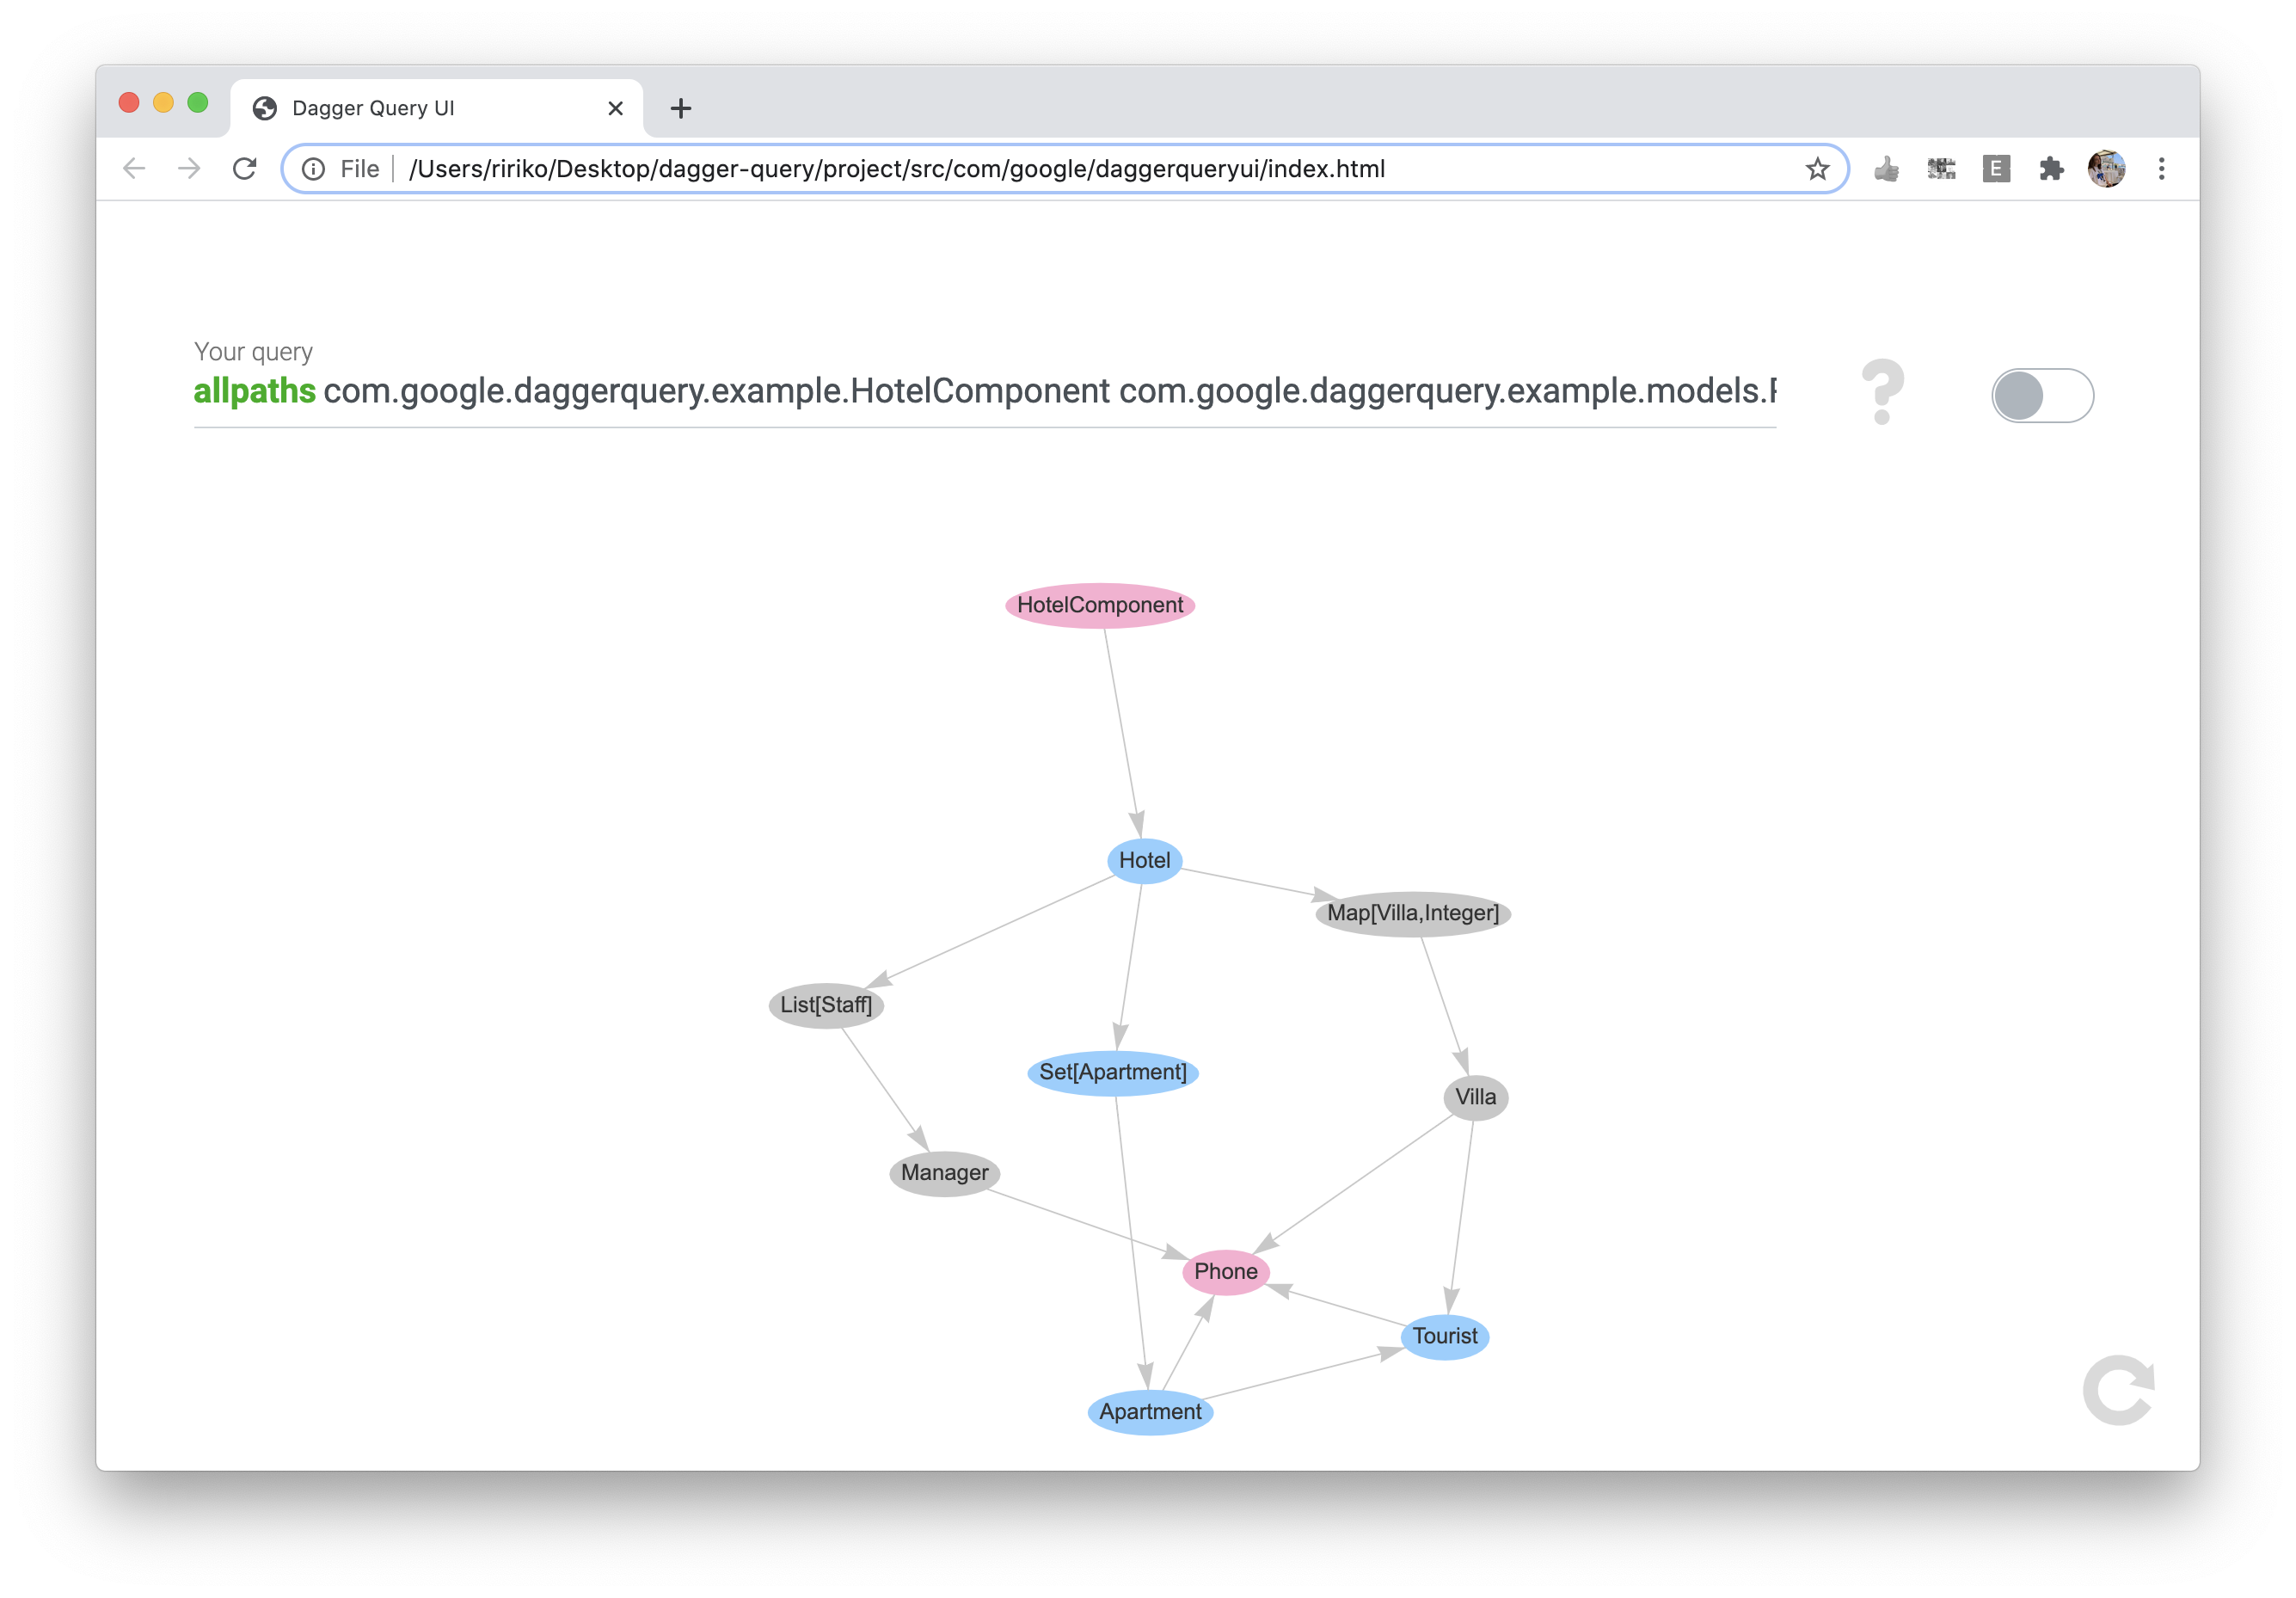 Dagger Query UI
File /Users/ririko/Desktop/dagger-query/project/src/com/google/daggerqueryui/index.html
E
Your query
allpaths com.google.daggerquery.example.HotelComponent com.google.daggerquery.example.models.
?
HotelComponent
Hotel
Map[Villa,Integer]
List[Staff]
Set[Apartment]
Villa
Manager
Phone
Tourist
Apartment